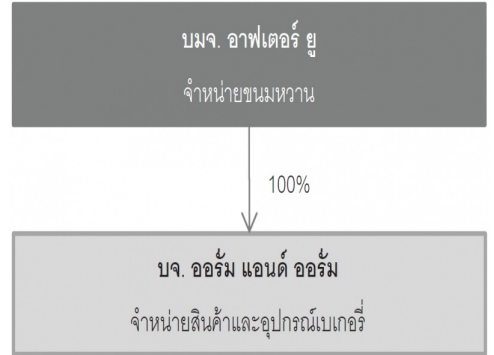 บมจ. อาฟเตอร์ ยู
จำหน่ายขนมหวาน
100%
บจ. ออรั่ม แอนด์ ออรั่ม
จำหน่ายสินค้าและอุปกรณ์เบเกอรี่